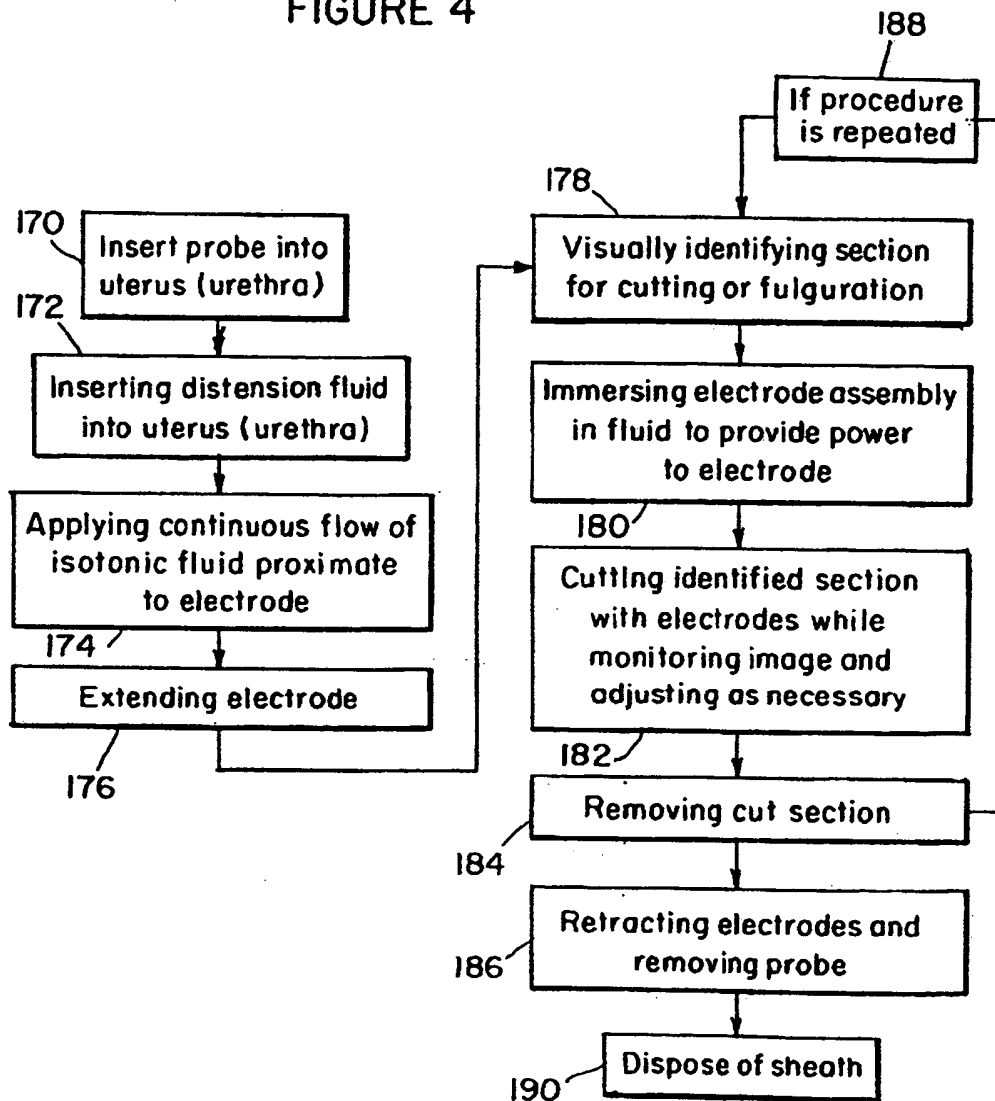 FIGURE 4
170
Insert probe into
uterus (urethra)
172
Inserting distension fluid
into uterus (urethra)
Applying continuous flow of
isotonic fluid proximate
to electrode
174
Extending electrode
176
188
If procedure
is repeated
178
Visually identifying section
for cutting or fulguration
Immersing electrode assembly
in fluid to provide power
to electrode
180
Cutting identified section
with electrodes while
monitoring image and
adjusting as necessary
182
Removing cut section
184
Retracting electrodes and
removing probe
186
Dispose of sheath
190